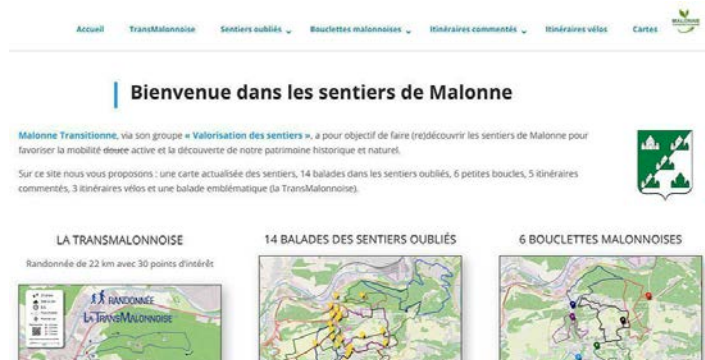 Accueil TransMalonnoise Sentiers oubliés Bouclettes malonnoises Itinéraires commentés Itinéraires vélos Cartes
MALONNE
Bienvenue dans les sentiers de Malonne
Malonne Transitionne, via son groupe « Valorisation des sentiers », a pour objectif de faire (re)découvrir les sentiers de Malonne pour
favoriser la mobilité douce active et la découverte de notre patrimoine historique et naturel.
Sur ce site nous vous proposons : une carte actualisée des sentiers, 14 balades dans les sentiers oubliés, 6 petites boucles, 5 itinéraires
commentés, 3 itinéraires vélos et une balade emblématique (la TransMalonnoise).
LA TRANSMALONNOISE
Randonnée de 22 km avec 30 points d'intérêt
RANDONNÉE
LA TRANSMALONNOISE
14 BALADES DES SENTIERS OUBLIÉS
6 BOUCLETTES MALONNOISES